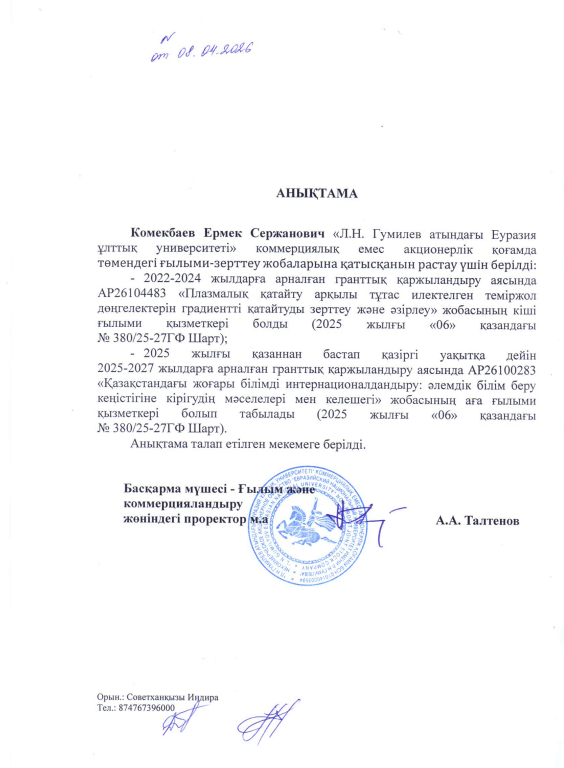 №
от 08.04.2026
АНЫҚТАМА
Комекбаев Ермек Сержанович «Л.Н. Гумилев атындағы Еуразия
ұлттық университеті» коммерциялық емес акционерлік қоғамда
төмендегі ғылыми-зерттеу жобаларына қатысқанын растау үшін берілді:
- 2022-2024 жылдарға арналған гранттық қаржыландыру аясында
АР26104483 «Плазмалық қатайту арқылы тұтас илектелген теміржол
дөңгелектерін градиентті қатайтуды зерттеу және әзірлеу» жобасының кіші
ғылыми қызметкері болды (2025 жылғы «06» қазандағы
№ 380/25-27ГФ Шарт);
- 2025 жылғы қазаннан бастап қазіргі уақытқа дейін
2025-2027 жылдарға арналған гранттық қаржыландыру аясында АР26100283
«Қазақстандағы жоғары білімді интернационалдандыру: әлемдік білім беру
кеңістігіне кірігудің мәселелері мен келешегі» жобасының аға ғылыми
қызметкері болып табылады (2025 жылғы «06» қазандағы
№ 380/25-27ГФ Шарт).
Анықтама талап етілген мекемеге берілді.
Басқарма мүшесі - Ғылым және
коммерцияландыру
жөніндегі проректор м.а
А.А. Талтенов
Орын.: Советханқызы Индира
Тел.: 874767396000